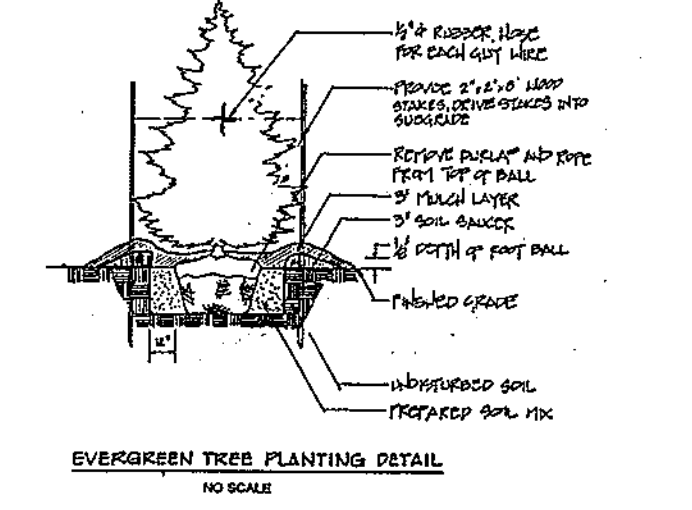 ½"⌀ RUBBER HOSE
FOR EACH GUY WIRE
PROVIDE 2"x2"x8' WOOD
STAKES, DRIVE STAKES INTO
SUBGRADE
REMOVE BURLAP AND ROPE
FROM TOP OF BALL
3" MULCH LAYER
3" SOIL SAUCER
DEPTH OF ROOT BALL
FINISHED GRADE
12"
UNDISTURBED SOIL
PREPARED SOIL MIX
EVERGREEN TREE PLANTING DETAIL
NO SCALE